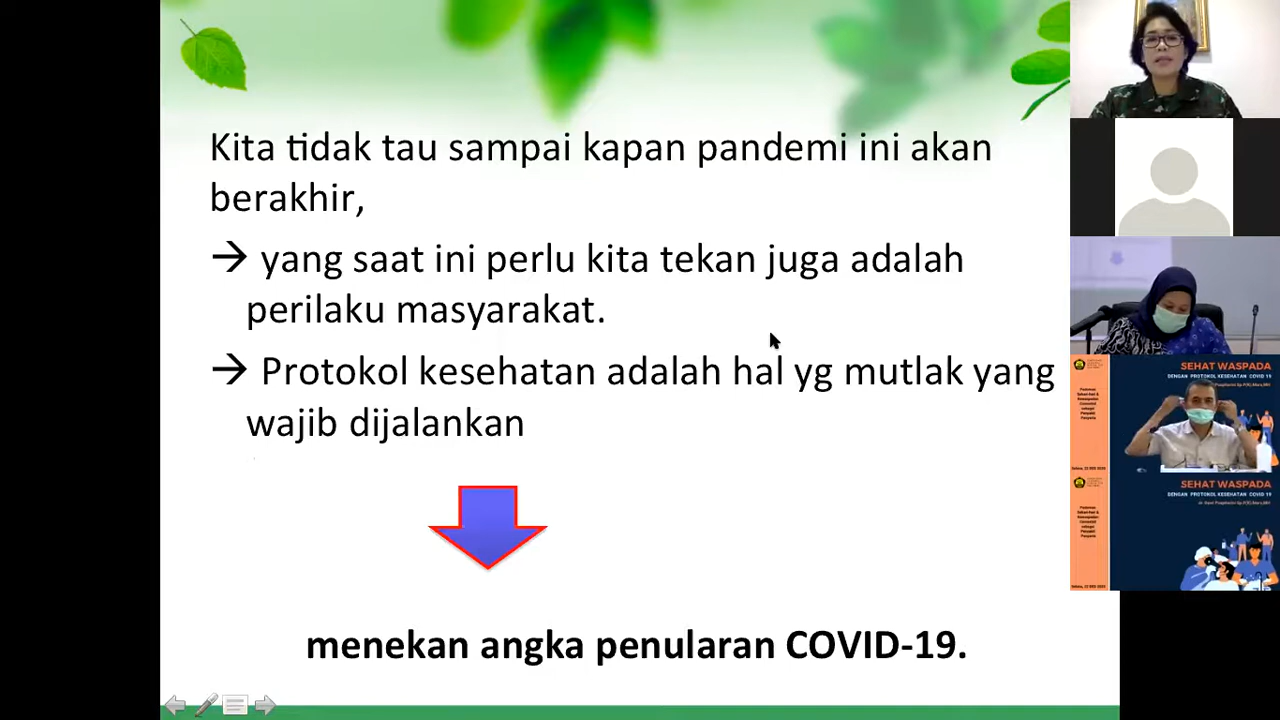 Kita tidak tau sampai kapan pandemi ini akan
berakhir,
→ yang saat ini perlu kita tekan juga adalah
perilaku masyarakat.
→ Protokol kesehatan adalah hal yg mutlak yang
wajib dijalankan
menekan angka penularan COVID-19.
SEHAT WASPADA
DENGAN PROTOKOL KESEHATAN COVID 19
SEHAT WASPADA
DENGAN PROTOKOL KESEHATAN COVID 19